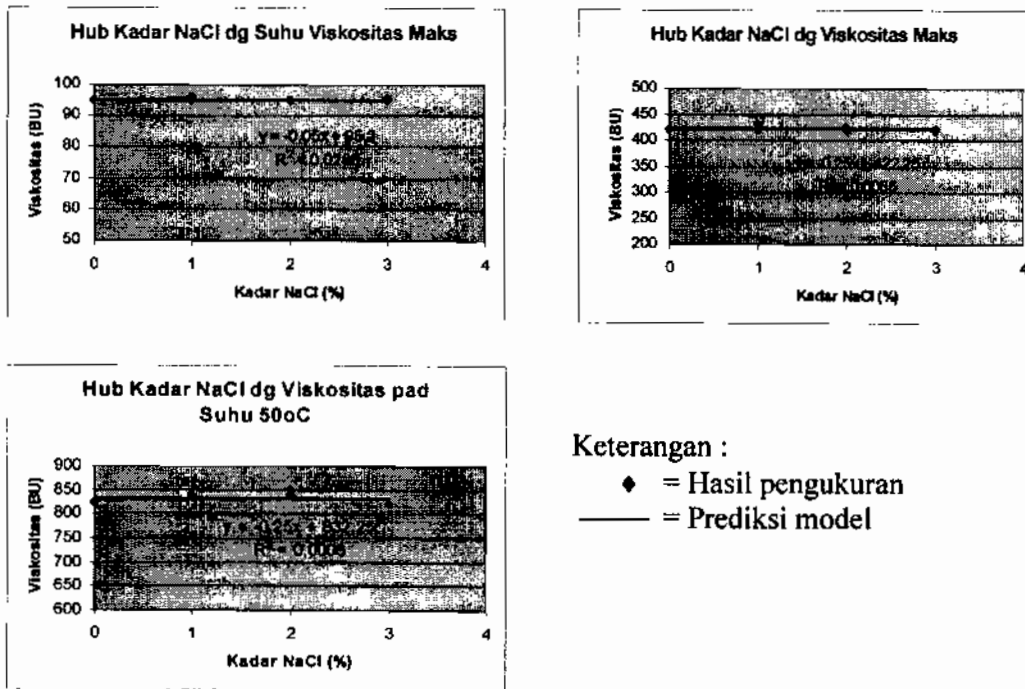 Hub Kadar NaCl dg Suhu Viskositas Maks
Viskositas (BU)
100
90
80
70
60
50
0 1 2 3 4
Kadar NaCl (%)
Hub Kadar NaCl dg Viskositas Maks
Viskositas (BU)
500
450
400
350
300
250
200
0 1 2 3 4
Kadar NaCl (%)
Hub Kadar NaCl dg Viskositas pad
Suhu 50oC
Viskositas (BU)
900
850
800
750
700
650
600
R² = 0.0005
0 1 2 3 4
Kadar NaCl (%)
Keterangan :
♦ = Hasil pengukuran
——— = Prediksi model